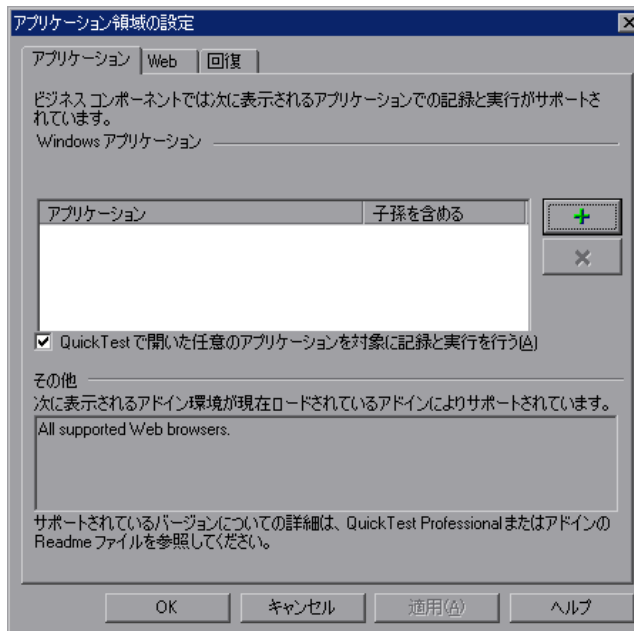 アプリケーション領域の設定
アプリケーション Web 回復
ビジネス コンポーネントでは次に表示されるアプリケーションでの記録と実行がサポートさ
れています。
Windows アプリケーション
アプリケーション 子孫を含める
QuickTest で開いた任意のアプリケーションを対象に記録と実行を行う(A)
その他
次に表示されるアドイン環境が現在ロードされているアドインによりサポートされています。
All supported Web browsers.
サポートされているバージョンについての詳細は、QuickTest Professional またはアドインの
Readme ファイルを参照してください。
OK キャンセル 適用(A) ヘルプ